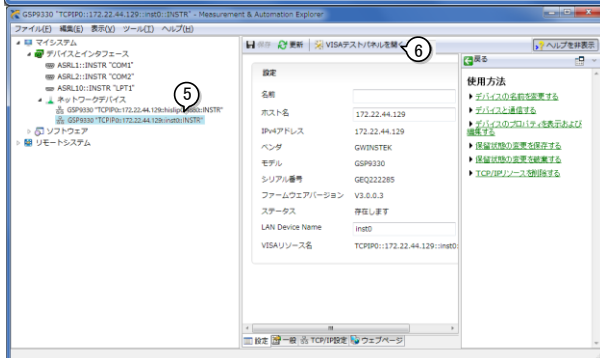 GSP9330 "TCPIP0::172.22.44.129::inst0::INSTR" - Measurement & Automation Explorer
ファイル(F) 編集(E) 表示(V) ツール(T) ヘルプ(H)
マイシステム
デバイスとインタフェース
ASRL1::INSTR "COM1"
ASRL2::INSTR "COM2"
ASRL10::INSTR "LPT1"
ネットワークデバイス
GSP9330 "TCPIP0::172.22.44.129::hislip0::INSTR"
GSP9330 "TCPIP0::172.22.44.129::inst0::INSTR"
ソフトウェア
リモートシステム
⑤
保存 更新 VISAテストパネルを開く
⑥
ヘルプを非表示
設定
名前
ホスト名 172.22.44.129
IPv4アドレス 172.22.44.129
ベンダ GWINSTEK
モデル GSP9330
シリアル番号 GEQ222285
ファームウェアバージョン V3.0.0.3
ステータス 存在します
LAN Device Name inst0
VISAリソース名 TCPIP0::172.22.44.129::inst0:
設定 一般 TCP/IP設定 ウェブページ
戻る
使用方法
デバイスの名前を変更する
デバイスと通信する
デバイスのプロパティを表示および
編集する
保留状態の変更を保存する
保留状態の変更を破棄する
TCP/IPリソースを削除する